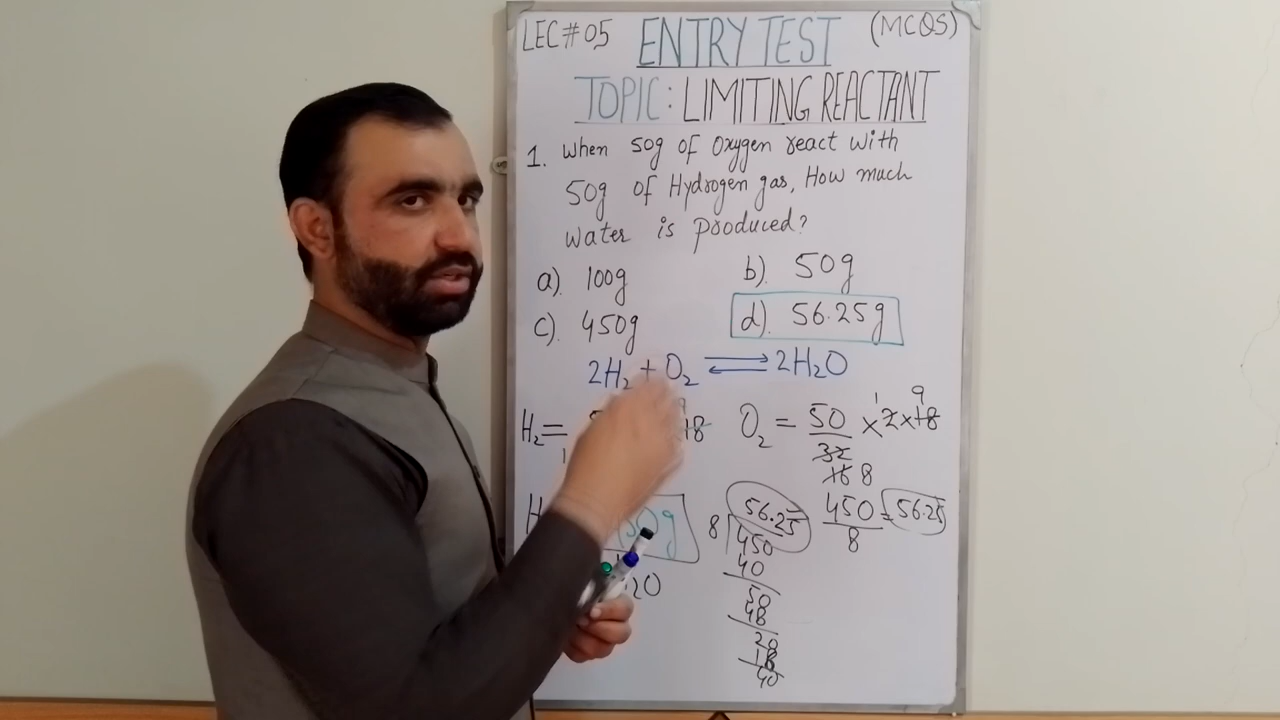 LEC#05 ENTRY TEST (MCQS)
TOPIC: LIMITING REACTANT
1. When 50g of Oxygen react with
50g of Hydrogen gas, How much
water is produced?
a). 100g b). 50g
c). 450g d). 56.25g
2H₂ + O₂ ⇌ 2H₂O
H₂ = 18
O₂ = 50/32 × 2 × 18
1 9
16 8
450/8 = 56.25
56.25
8 450
40
50
48
20
40